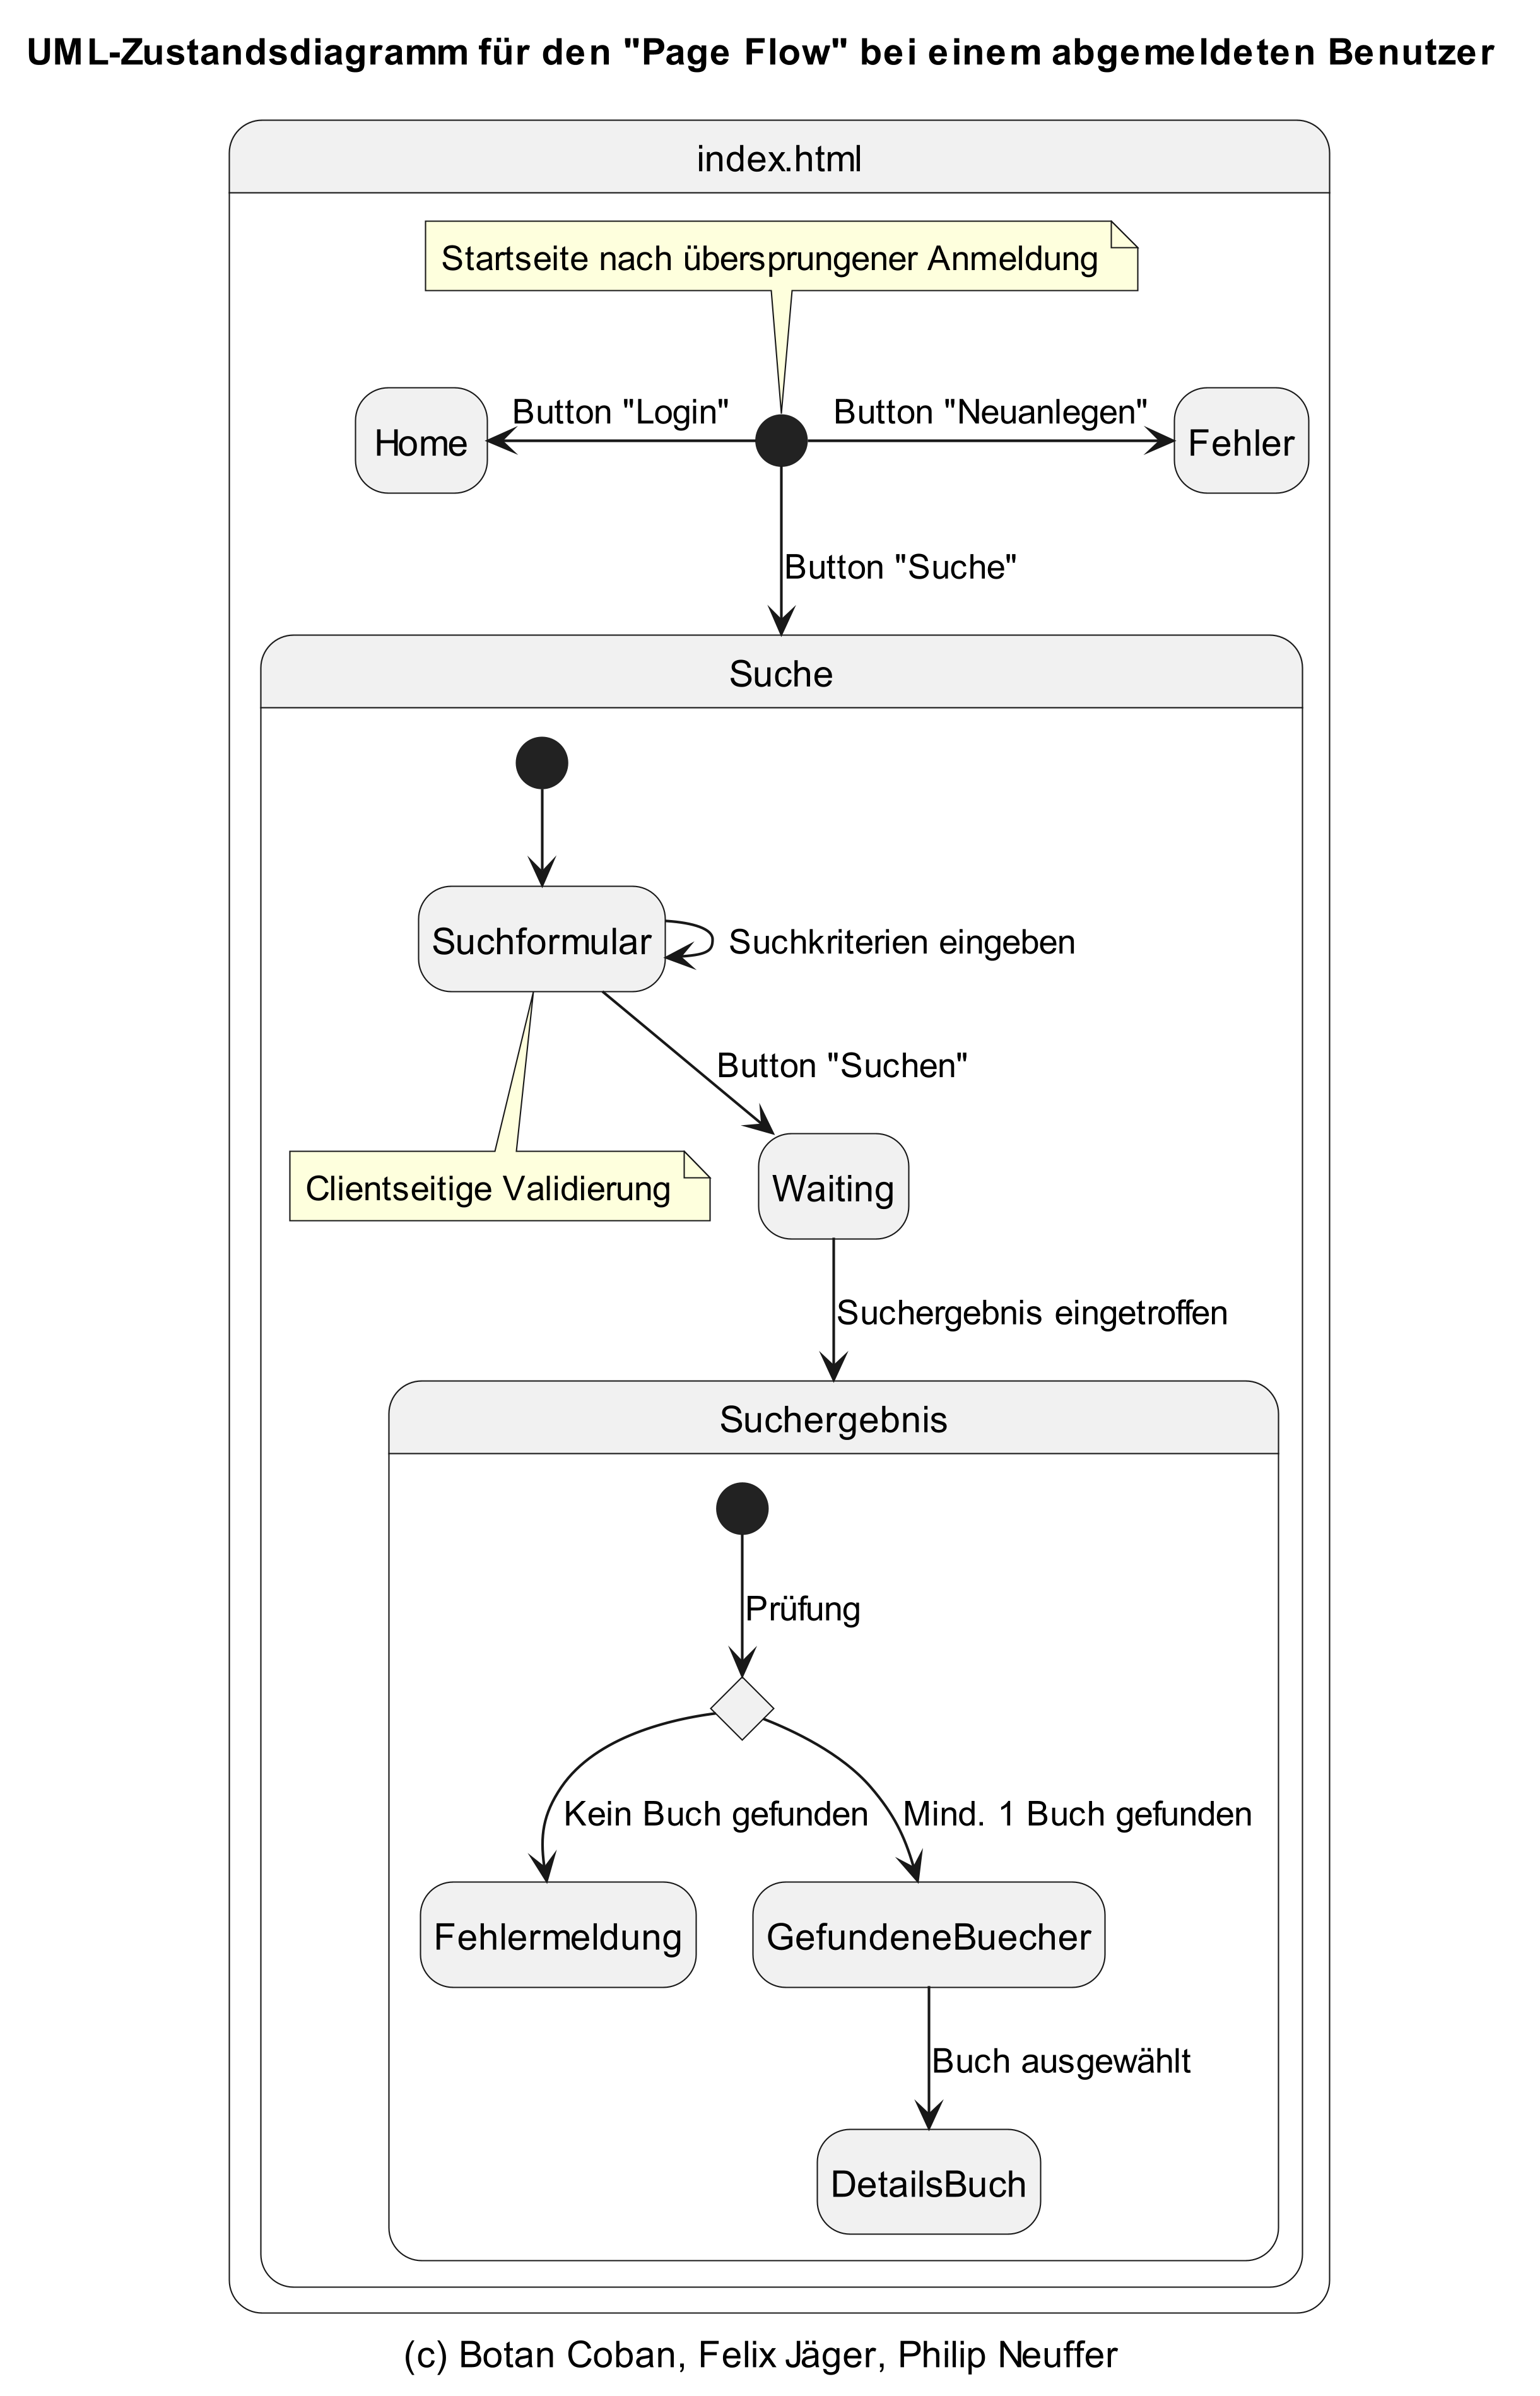 UML-Zustandsdiagramm für den "Page Flow" bei einem abgemeldeten Benutzer
index.html
Startseite nach übersprungener Anmeldung
Button "Login"
Button "Neuanlegen"
Home
Fehler
Button "Suche"
Suche
Suchformular
Suchkriterien eingeben
Button "Suchen"
Clientseitige Validierung
Waiting
Suchergebnis eingetroffen
Suchergebnis
Prüfung
Kein Buch gefunden
Mind. 1 Buch gefunden
Fehlermeldung
GefundeneBuecher
Buch ausgewählt
DetailsBuch
(c) Botan Coban, Felix Jäger, Philip Neuffer